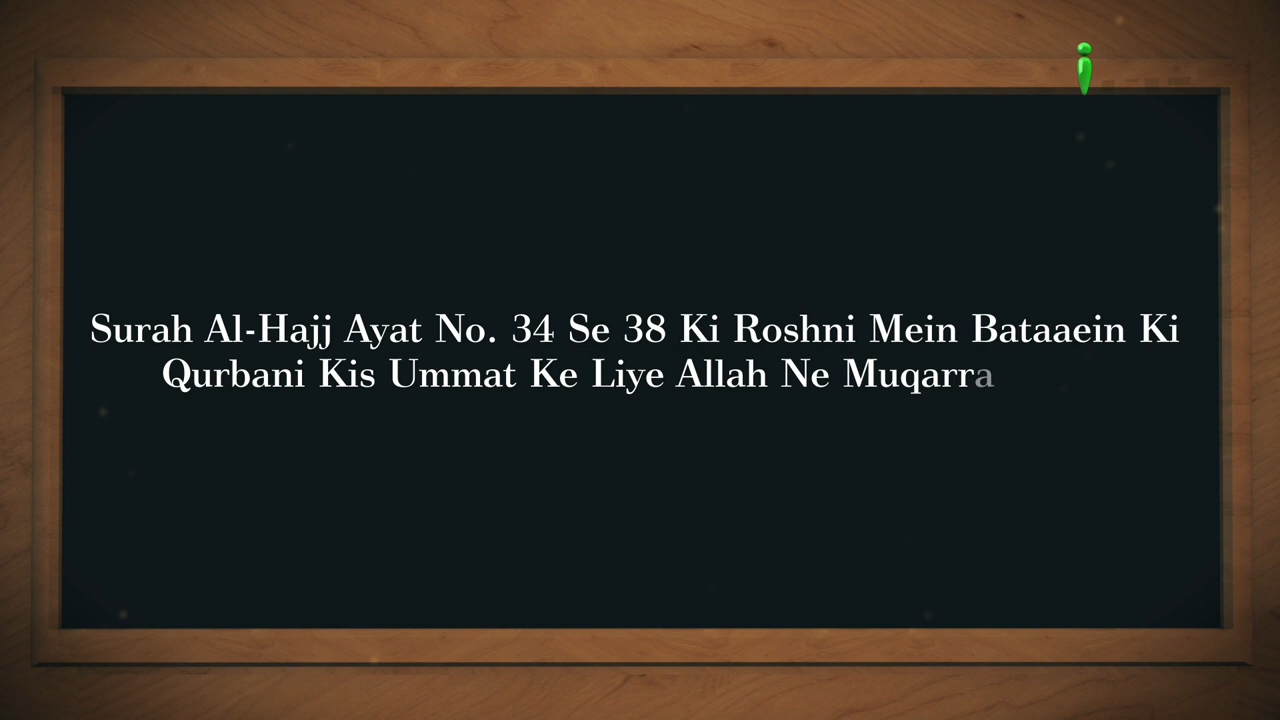 Surah Al-Hajj Ayat No. 34 Se 38 Ki Roshni Mein Bataaein Ki
Qurbani Kis Ummat Ke Liye Allah Ne Muqarra